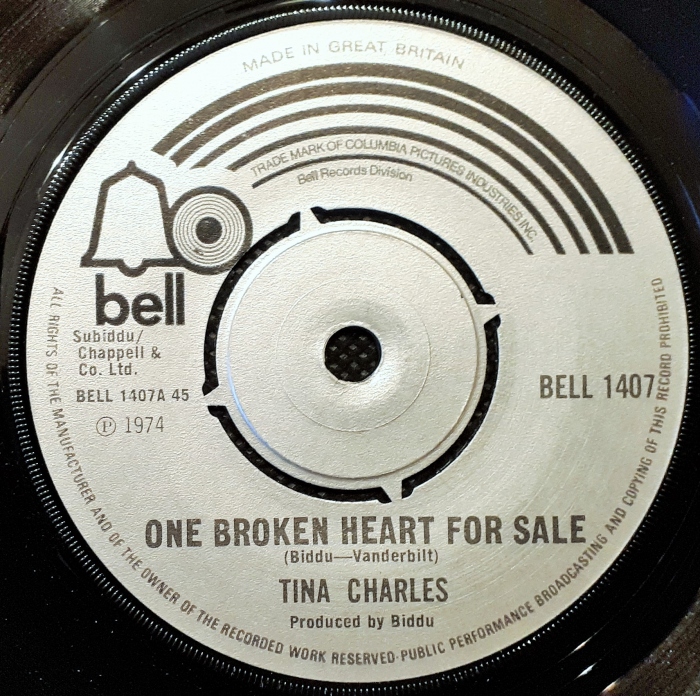 MADE IN GREAT BRITAIN
TRADE MARK OF COLUMBIA PICTURES INDUSTRIES INC.
Bell Records Division
bell
Subiddu/
Chappell &
Co. Ltd.
BELL 1407A 45
Ⓟ 1974
BELL 1407
ONE BROKEN HEART FOR SALE
(Biddu—Vanderbilt)
TINA CHARLES
Produced by Biddu
ALL RIGHTS OF THE MANUFACTURER AND OF THE OWNER OF THE RECORDED WORK RESERVED·PUBLIC PERFORMANCE BROADCASTING AND COPYING OF THIS RECORD PROHIBITED